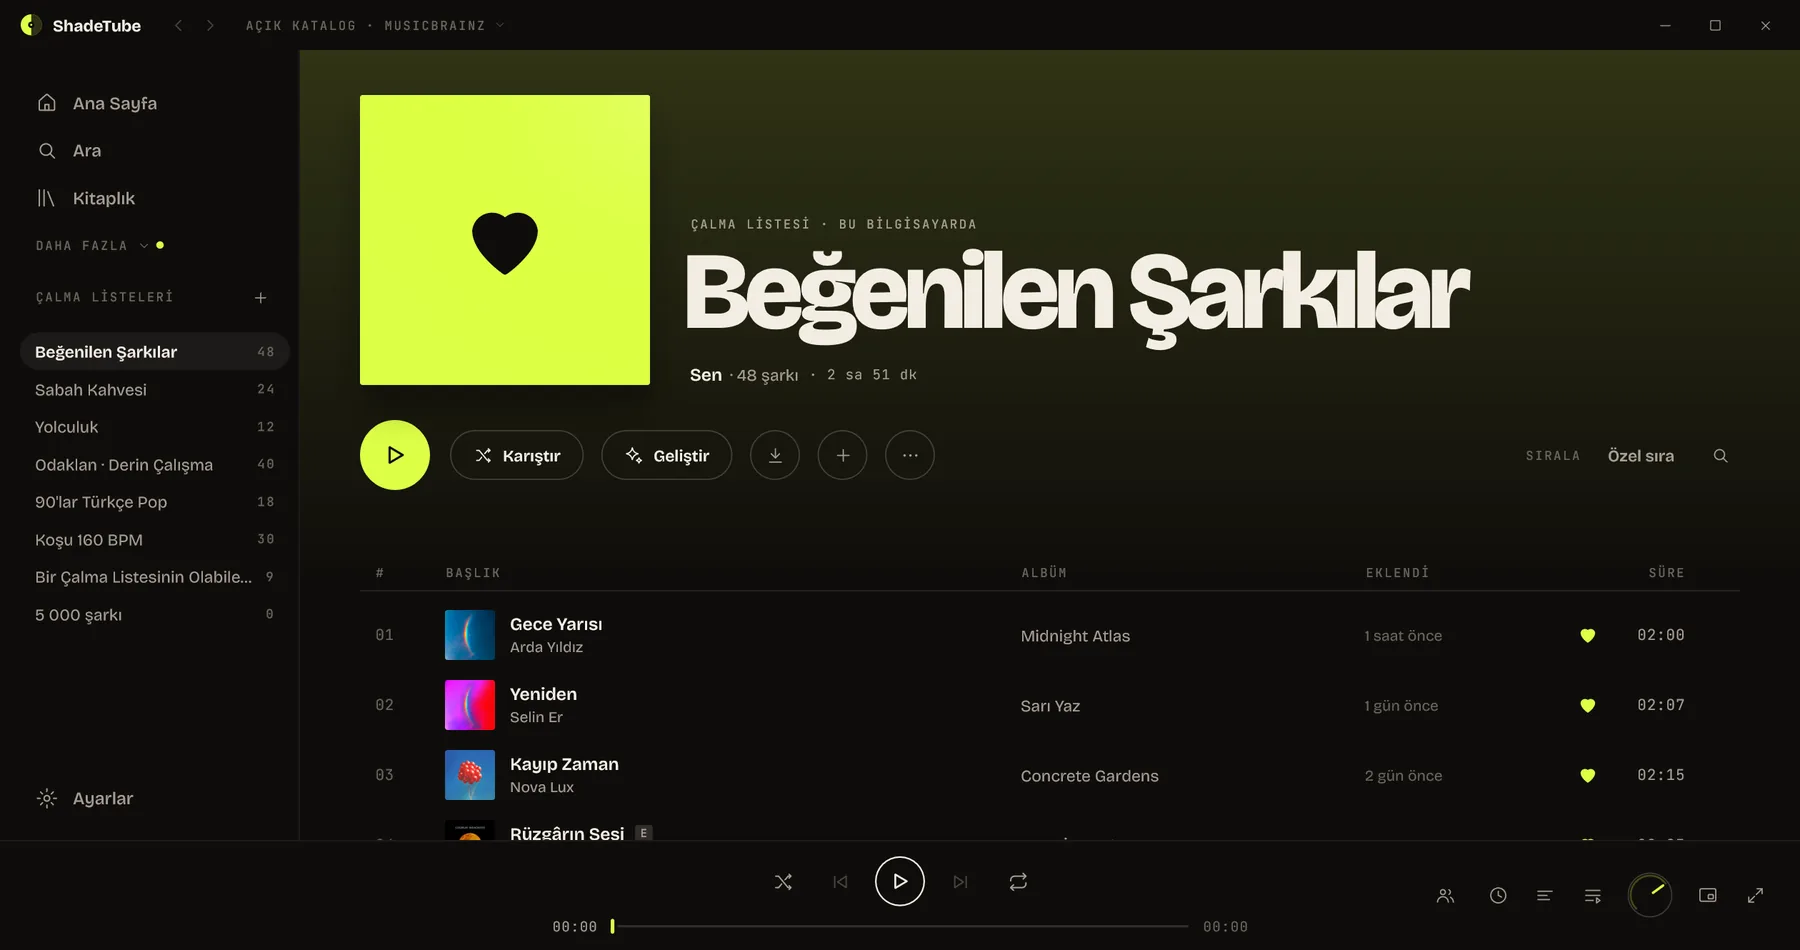 ShadeTube
AÇIK KATALOG · MUSICBRAINZ
Ana Sayfa
Ara
Kitaplık
DAHA FAZLA
ÇALMA LİSTELERİ
Beğenilen Şarkılar 48
Sabah Kahvesi 24
Yolculuk 12
Odaklan · Derin Çalışma 40
90'lar Türkçe Pop 18
Koşu 160 BPM 30
Bir Çalma Listesinin Olabile... 9
5 000 şarkı 0
Ayarlar
ÇALMA LİSTESİ · BU BİLGİSAYARDA
Beğenilen Şarkılar
Sen · 48 şarkı · 2 sa 51 dk
Karıştır
Geliştir
SIRALA Özel sıra
# BAŞLIK ALBÜM EKLENDİ SÜRE
01 Gece Yarısı Midnight Atlas 1 saat önce 02:00
Arda Yıldız
02 Yeniden Sarı Yaz 1 gün önce 02:07
Selin Er
03 Kayıp Zaman Concrete Gardens 2 gün önce 02:15
Nova Lux
Rüzgârın Sesi E
00:00 00:00